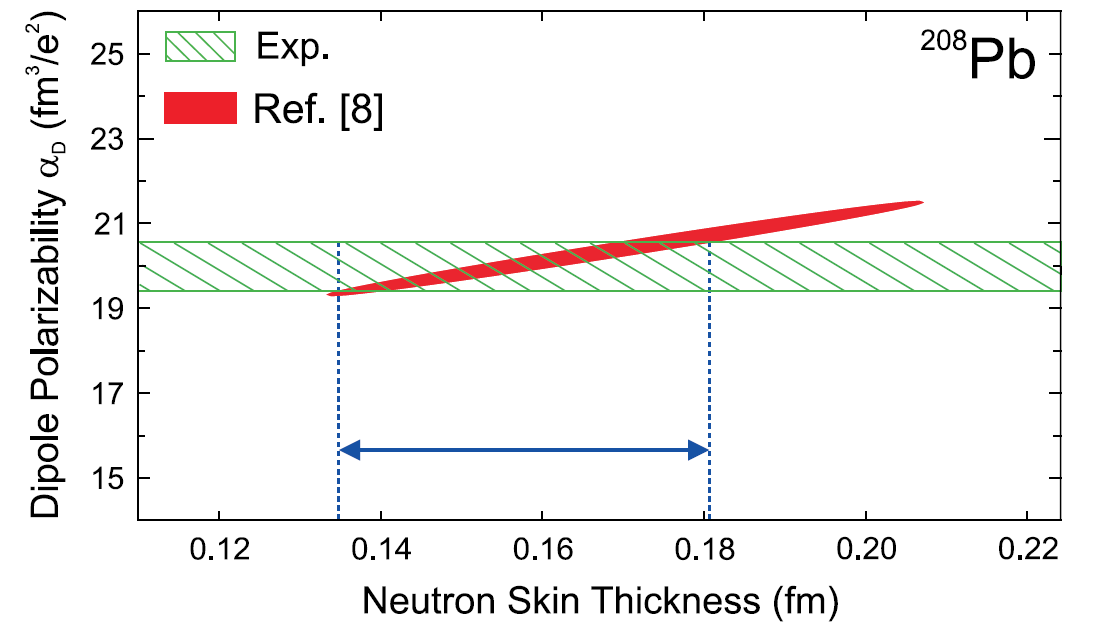 Exp.
Ref. [8]
²⁰⁸Pb
Dipole Polarizability α_D (fm³/e²)
25
23
21
19
17
15
0.12 0.14 0.16 0.18 0.20 0.22
Neutron Skin Thickness (fm)